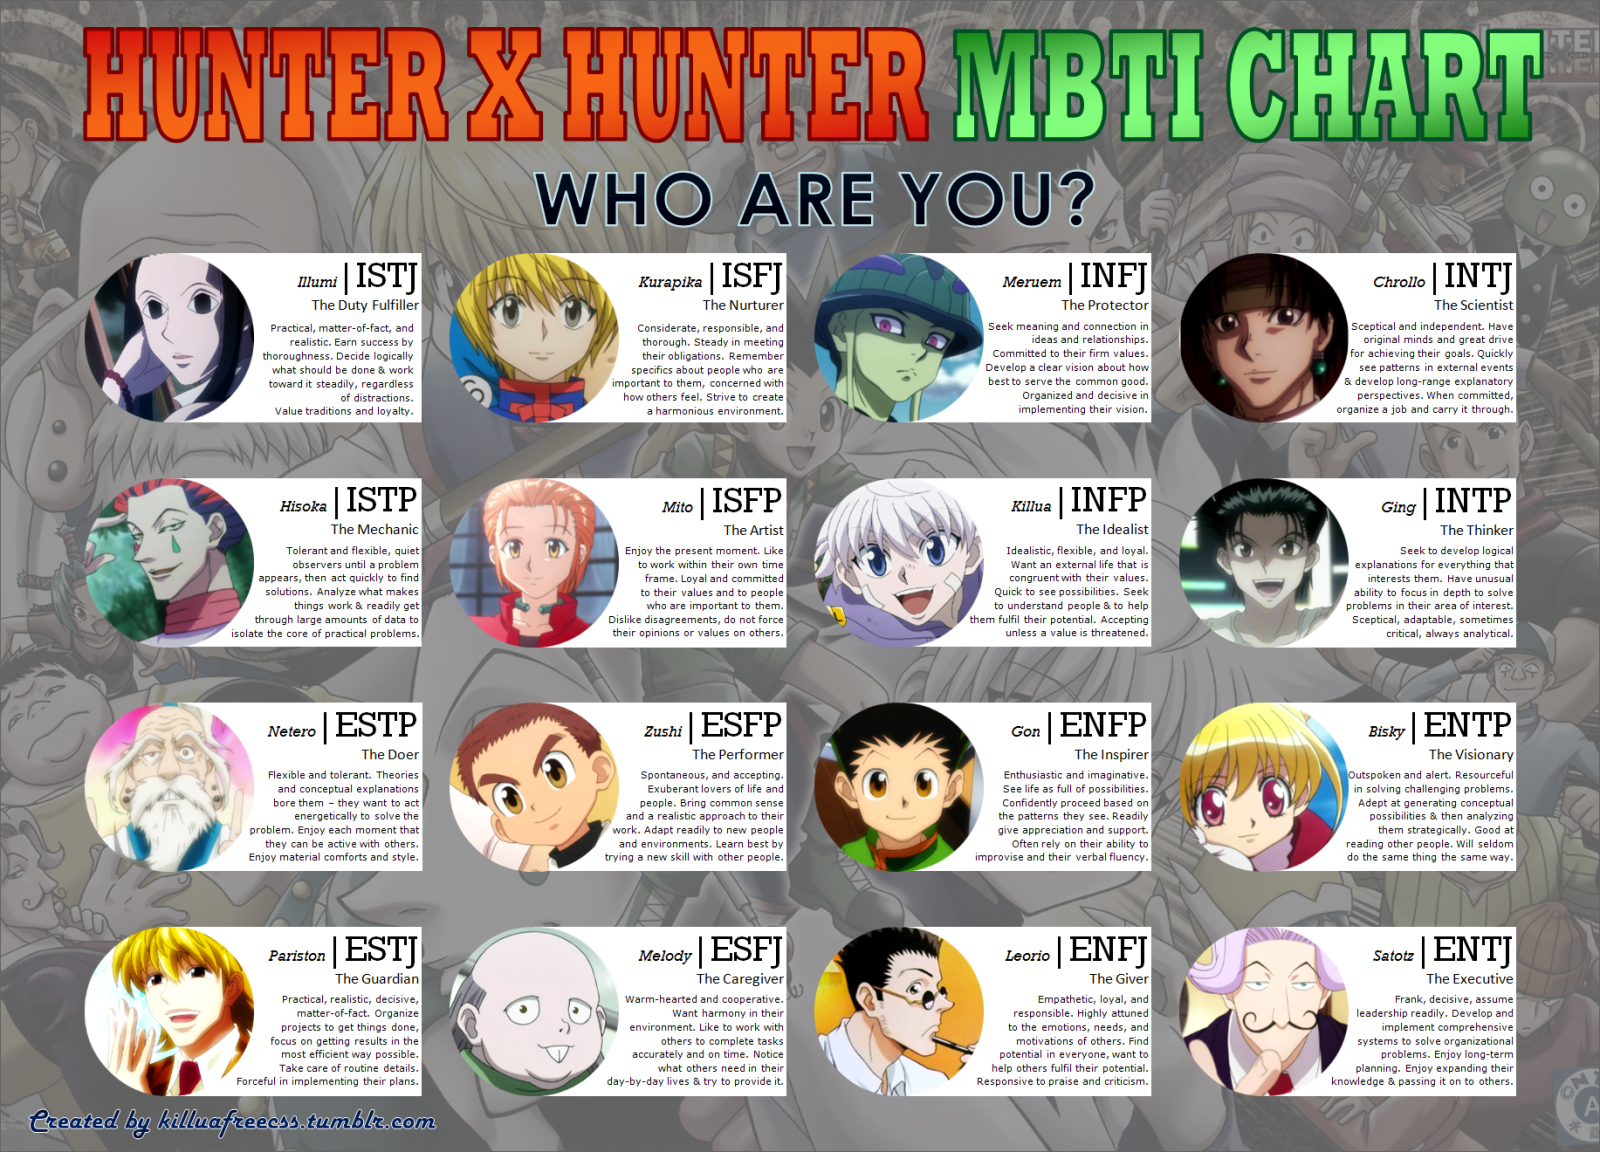 HUNTER X HUNTER MBTI CHART
WHO ARE YOU?
Illumi | ISTJ
The Duty Fulfiller
Practical, matter-of-fact, and
realistic. Earn success by
thoroughness. Decide logically
what should be done & work
toward it steadily, regardless
of distractions.
Value traditions and loyalty.
Kurapika | ISFJ
The Nurturer
Considerate, responsible, and
thorough. Steady in meeting
their obligations. Remember
specifics about people who are
important to them, concerned with
how others feel. Strive to create
a harmonious environment.
Meruem | INFJ
The Protector
Seek meaning and connection in
ideas and relationships.
Committed to their firm values.
Develop a clear vision about how
best to serve the common good.
Organized and decisive in
implementing their vision.
Chrollo | INTJ
The Scientist
Sceptical and independent. Have
original minds and great drive
for achieving their goals. Quickly
see patterns in external events
& develop long-range explanatory
perspectives. When committed,
organize a job and carry it through.
Hisoka | ISTP
The Mechanic
Tolerant and flexible, quiet
observers until a problem
appears, then act quickly to find
solutions. Analyze what makes
things work & readily get
through large amounts of data to
isolate the core of practical problems.
Mito | ISFP
The Artist
Enjoy the present moment. Like
to work within their own time
frame. Loyal and committed
to their values and to people
who are important to them.
Dislike disagreements, do not force
their opinions or values on others.
Killua | INFP
The Idealist
Idealistic, flexible, and loyal.
Want an external life that is
congruent with their values.
Quick to see possibilities. Seek
to understand people & to help
them fulfil their potential. Accepting
unless a value is threatened.
Ging | INTP
The Thinker
Seek to develop logical
explanations for everything that
interests them. Have unusual
ability to focus in depth to solve
problems in their area of interest.
Sceptical, adaptable, sometimes
critical, always analytical.
Netero | ESTP
The Doer
Flexible and tolerant. Theories
and conceptual explanations
bore them – they want to act
energetically to solve the
problem. Enjoy each moment that
they can be active with others.
Enjoy material comforts and style.
Zushi | ESFP
The Performer
Spontaneous, and accepting.
Exuberant lovers of life and
people. Bring common sense
and a realistic approach to their
work. Adapt readily to new people
and environments. Learn best by
trying a new skill with other people.
Gon | ENFP
The Inspirer
Enthusiastic and imaginative.
See life as full of possibilities.
Confidently proceed based on
the patterns they see. Readily
give appreciation and support.
Often rely on their ability to
improvise and their verbal fluency.
Bisky | ENTP
The Visionary
Outspoken and alert. Resourceful
in solving challenging problems.
Adept at generating conceptual
possibilities & then analyzing
them strategically. Good at
reading other people. Will seldom
do the same thing the same way.
Pariston | ESTJ
The Guardian
Practical, realistic, decisive,
matter-of-fact. Organize
projects to get things done,
focus on getting results in the
most efficient way possible.
Take care of routine details.
Forceful in implementing their plans.
Melody | ESFJ
The Caregiver
Warm-hearted and cooperative.
Want harmony in their
environment. Like to work with
others to complete tasks
accurately and on time. Notice
what others need in their
day-by-day lives & try to provide it.
Leorio | ENFJ
The Giver
Empathetic, loyal, and
responsible. Highly attuned
to the emotions, needs, and
motivations of others. Find
potential in everyone, want to
help others fulfil their potential.
Responsive to praise and criticism.
Satotz | ENTJ
The Executive
Frank, decisive, assume
leadership readily. Develop and
implement comprehensive
systems to solve organizational
problems. Enjoy long-term
planning. Enjoy expanding their
knowledge & passing it on to others.
Created by killuafreecss.tumblr.com